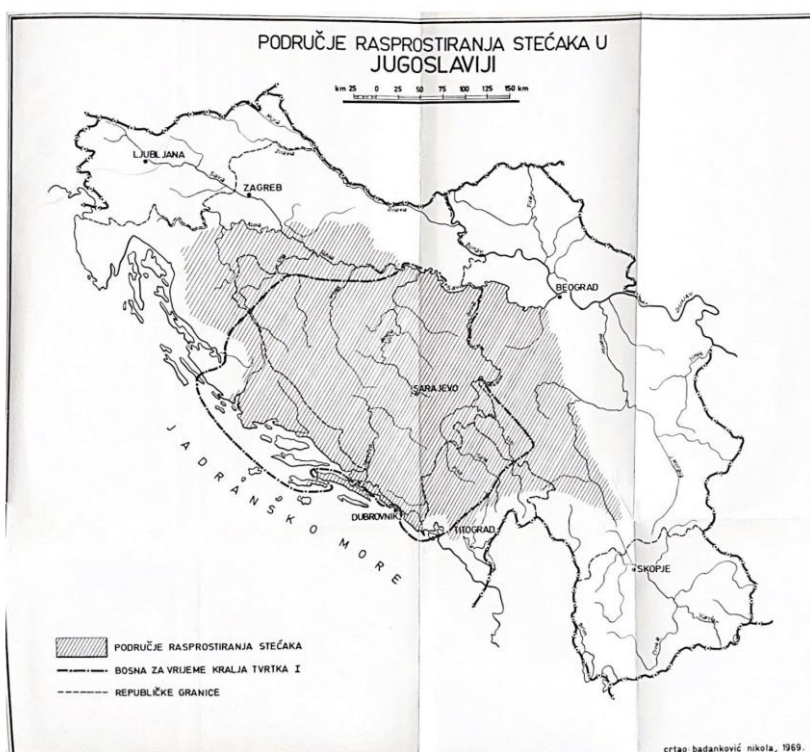 PODRUČJE RASPROSTIRANJA STEĆAKA U
JUGOSLAVIJI
km 25 0 25 50 75 100 125 150 km
LJUBLJANA
ZAGREB
BEOGRAD
SARAJEVO
DUBROVNIK
TITOGRAD
SKOPJE
JADRANSKO MORE
PODRUČJE RASPROSTIRANJA STEĆAKA
BOSNA ZA VRIJEME KRALJA TVRTKA I
REPUBLIČKE GRANICE
crtao: badanković nikola, 1969.